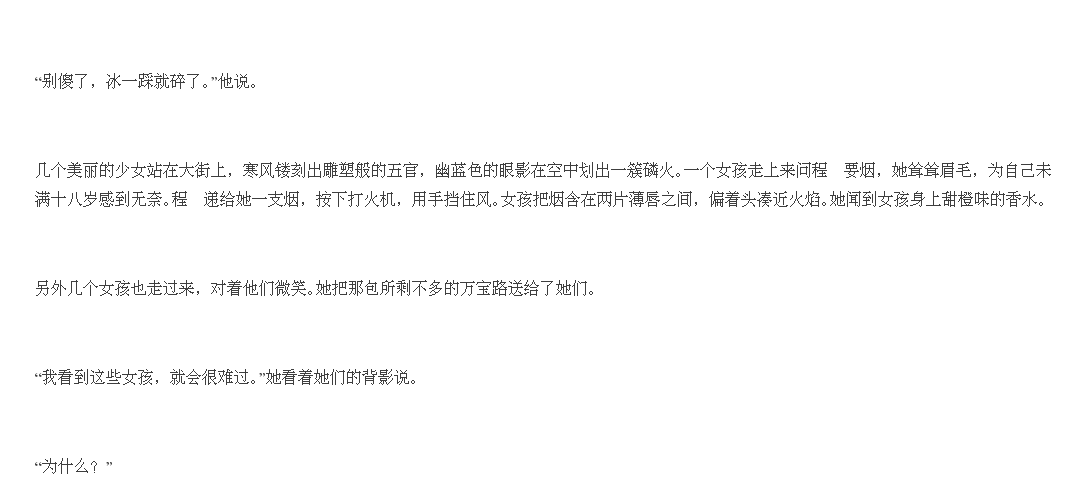 “别傻了，冰一踩就碎了。”他说。
几个美丽的少女站在大街上，寒风镂刻出雕塑般的五官，幽蓝色的眼影在空中划出一簇磷火。一个女孩走上来问程　要烟，她耸耸眉毛，为自己未
满十八岁感到无奈。程　递给她一支烟，按下打火机，用手挡住风。女孩把烟含在两片薄唇之间，偏着头凑近火焰。她闻到女孩身上甜橙味的香水。
另外几个女孩也走过来，对着他们微笑。她把那包所剩不多的万宝路送给了她们。
“我看到这些女孩，就会很难过。”她看着她们的背影说。
“为什么？”